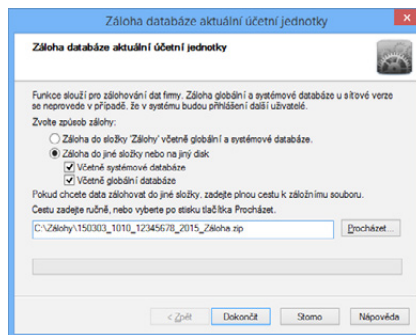 Záloha databáze aktuální účetní jednotky
Záloha databáze aktuální účetní jednotky
Funkce slouží pro zálohování dat firmy. Záloha globální a systémové databáze u síťové verze
se neprovede v případě, že v systému budou přihlášení další uživatelé.
Zvolte způsob zálohy:
Záloha do složky 'Zálohy' včetně globální a systémové databáze.
Záloha do jiné složky nebo na jiný disk
Včetně systémové databáze
Včetně globální databáze
Pokud chcete data zálohovat do jiné složky, zadejte plnou cestu k záložnímu souboru.
Cestu zadejte ručně, nebo vyberte po stisku tlačítka Procházet.
C:\Zálohy\150303_1010_12345678_2015_Záloha.zip
Procházet...
< Zpět Dokončit Storno Nápověda